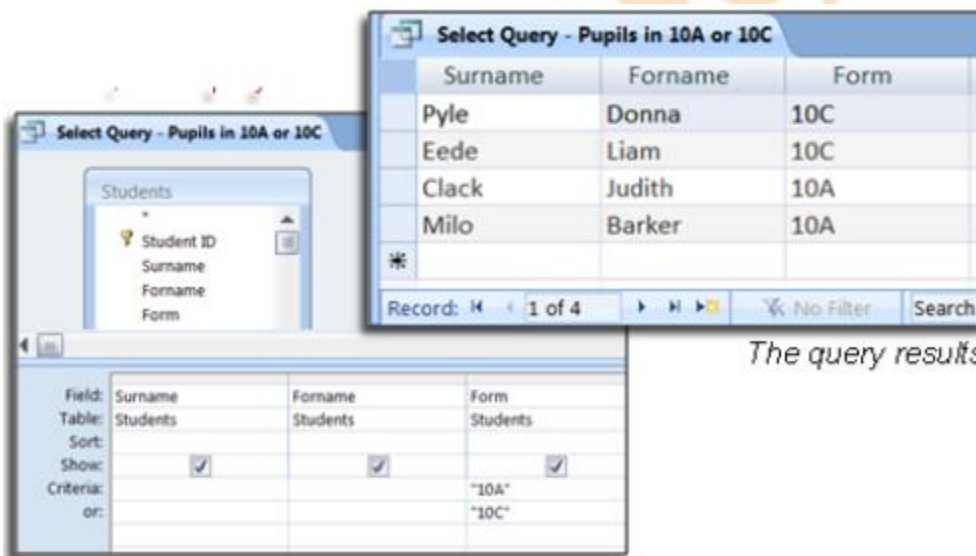 Select Query - Pupils in 10A or 10C
Surname Forname Form
Pyle Donna 10C
Eede Liam 10C
Clack Judith 10A
Milo Barker 10A
Record: 1 of 4 No Filter Search
The query results
Select Query - Pupils in 10A or 10C
Students
*
Student ID
Surname
Forname
Form
Field: Surname Forname Form
Table: Students Students Students
Sort:
Show:
Criteria: "10A"
or: "10C"